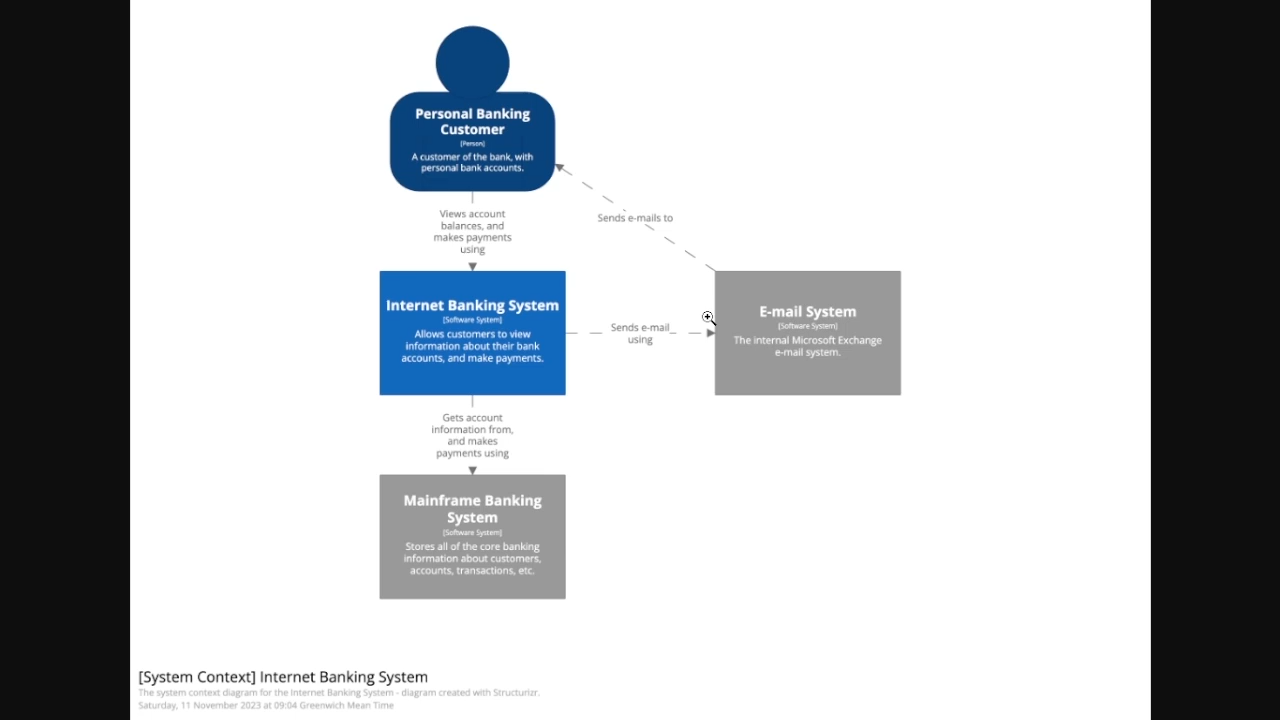 Personal Banking
Customer
[Person]
A customer of the bank, with
personal bank accounts.
Views account
balances, and
makes payments
using
Sends e-mails to
Internet Banking System
[Software System]
Allows customers to view
information about their bank
accounts, and make payments.
Sends e-mail
using
E-mail System
[Software System]
The internal Microsoft Exchange
e-mail system.
Gets account
information from,
and makes
payments using
Mainframe Banking
System
[Software System]
Stores all of the core banking
information about customers,
accounts, transactions, etc.
[System Context] Internet Banking System
The system context diagram for the Internet Banking System - diagram created with Structurizr.
Saturday, 11 November 2023 at 09:04 Greenwich Mean Time